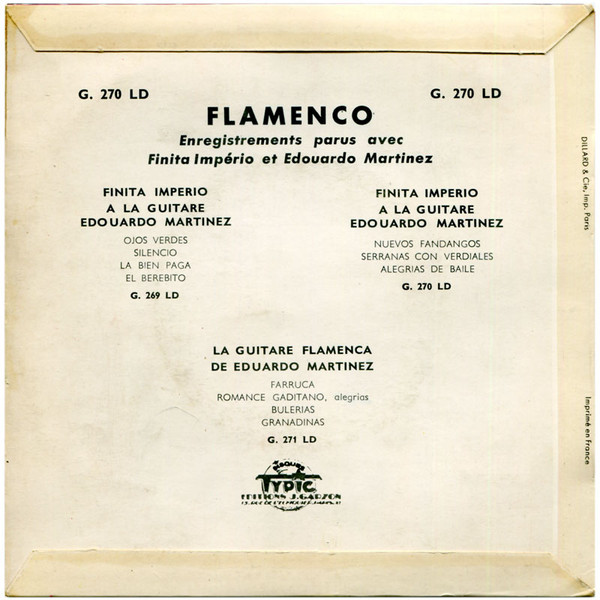 G. 270 LD
G. 270 LD
FLAMENCO
Enregistrements parus avec
Finita Império et Edouardo Martinez
FINITA IMPERIO
A LA GUITARE
EDOUARDO MARTINEZ
OJOS VERDES
SILENCIO
LA BIEN PAGA
EL BEREBITO
G. 269 LD
FINITA IMPERIO
A LA GUITARE
EDOUARDO MARTINEZ
NUEVOS FANDANGOS
SERRANAS CON VERDIALES
ALEGRIAS DE BAILE
G. 270 LD
LA GUITARE FLAMENCA
DE EDUARDO MARTINEZ
FARRUCA
ROMANCE GADITANO, alegrias
BULERIAS
GRANADINAS
G. 271 LD
DISQUES
TYPIC
EDITIONS J.GARZON
DILLARD & Cie, Imp. Paris
Imprimé en France